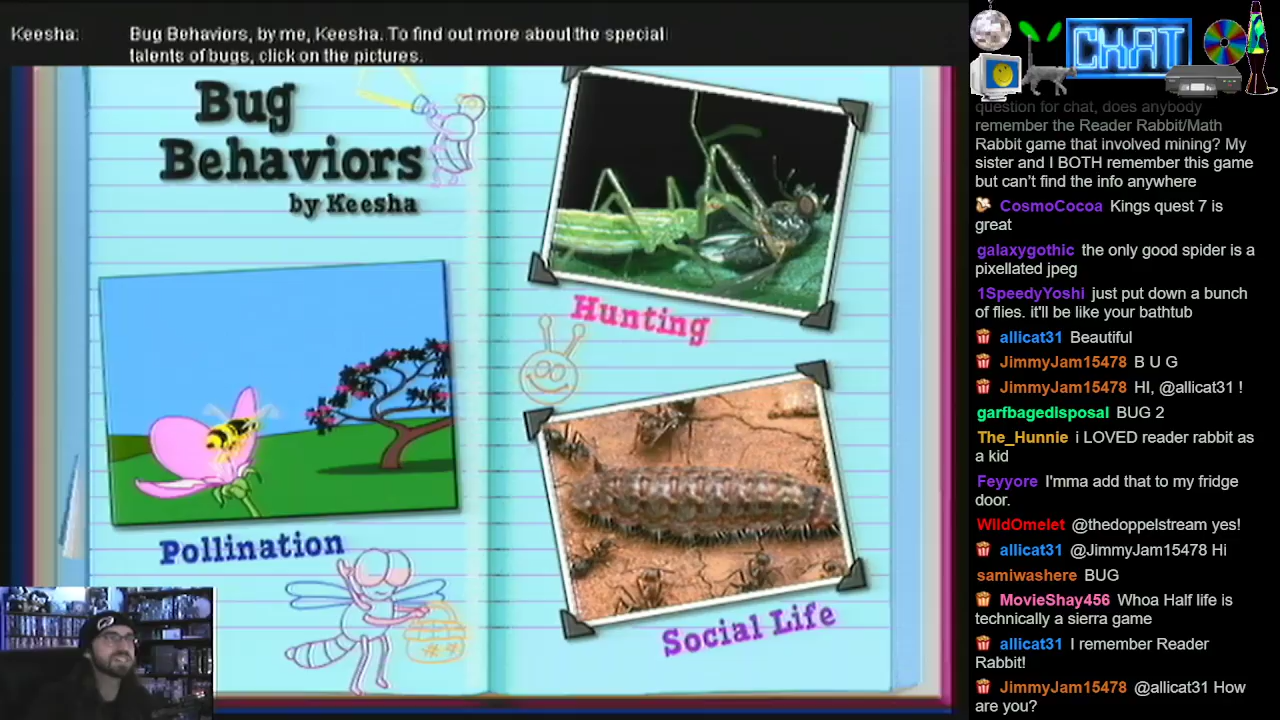 Keesha: Bug Behaviors, by me, Keesha. To find out more about the special
talents of bugs, click on the pictures.
Bug
Behaviors
by Keesha
Pollination
Hunting
Social Life
CHAT
question for chat, does anybody
remember the Reader Rabbit/Math
Rabbit game that involved mining? My
sister and I BOTH remember this game
but can't find the info anywhere
CosmoCocoa Kings quest 7 is
great
galaxygothic the only good spider is a
pixellated jpeg
1SpeedyYoshi just put down a bunch
of flies. it'll be like your bathtub
allicat31 Beautiful
JimmyJam15478 B U G
JimmyJam15478 HI, @allicat31 !
garfbagedisposal BUG 2
The_Hunnie i LOVED reader rabbit as
a kid
Feyyore I'mma add that to my fridge
door.
WildOmelet @thedoppelstream yes!
allicat31 @JimmyJam15478 Hi
samiwashere BUG
MovieShay456 Whoa Half life is
technically a sierra game
allicat31 I remember Reader
Rabbit!
JimmyJam15478 @allicat31 How
are you?